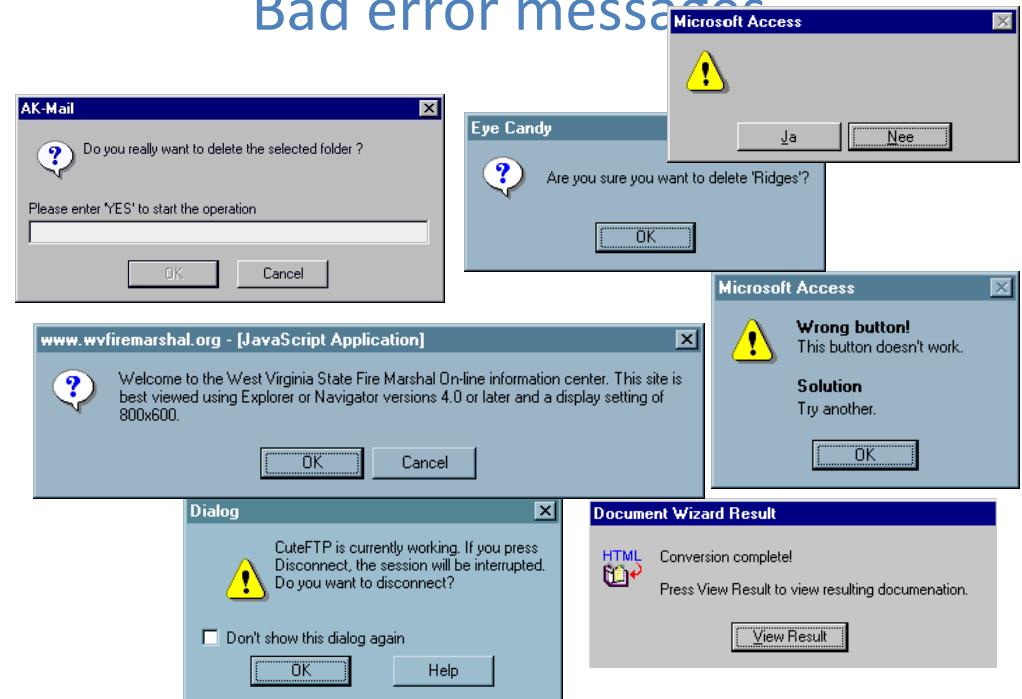 Bad error messages
Microsoft Access
Ja
Nee
AK-Mail
Do you really want to delete the selected folder ?
Please enter 'YES' to start the operation
OK
Cancel
Eye Candy
Are you sure you want to delete 'Ridges'?
OK
Microsoft Access
Wrong button!
This button doesn't work.
Solution
Try another.
OK
www.wvfiremarshal.org - [JavaScript Application]
Welcome to the West Virginia State Fire Marshal On-line information center. This site is
best viewed using Explorer or Navigator versions 4.0 or later and a display setting of
800x600.
OK
Cancel
Dialog
CuteFTP is currently working. If you press
Disconnect, the session will be interrupted.
Do you want to disconnect?
Don't show this dialog again
OK
Help
Document Wizard Result
HTML
Conversion complete!
Press View Result to view resulting documenation.
View Result